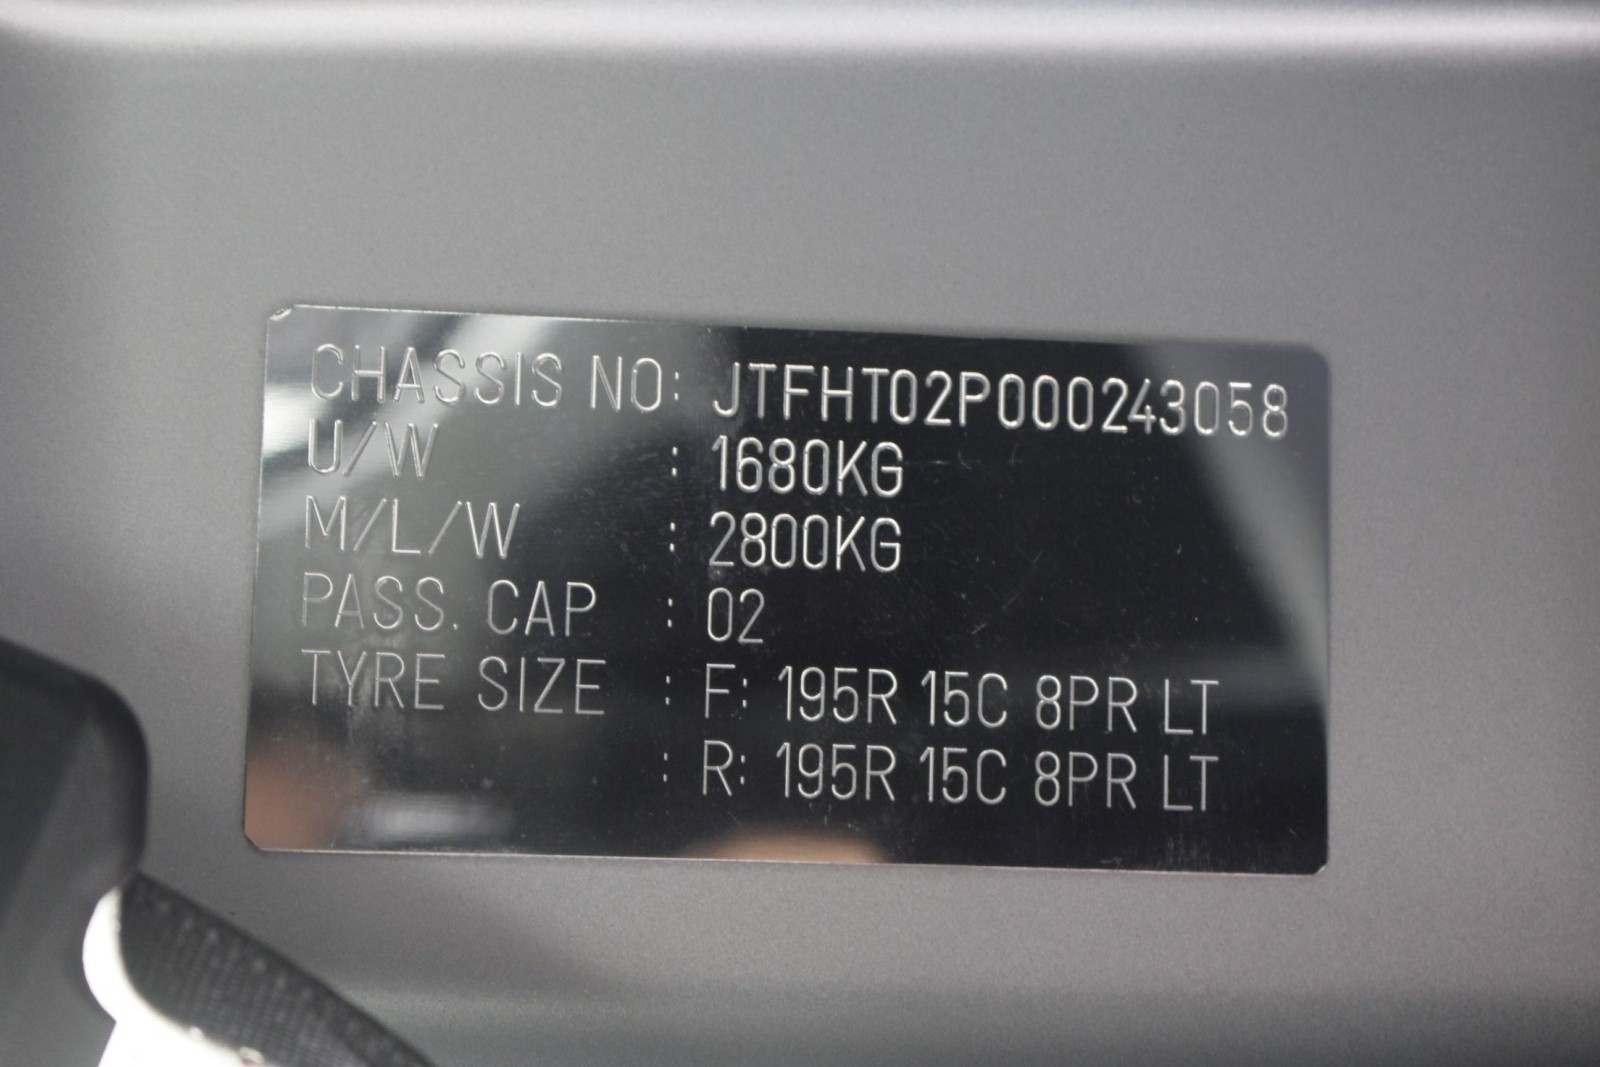 CHASSIS NO: JTFHT02P000243058
U/W : 1680KG
M/L/W : 2800KG
PASS. CAP : 02
TYRE SIZE : F: 195R 15C 8PR LT
: R: 195R 15C 8PR LT